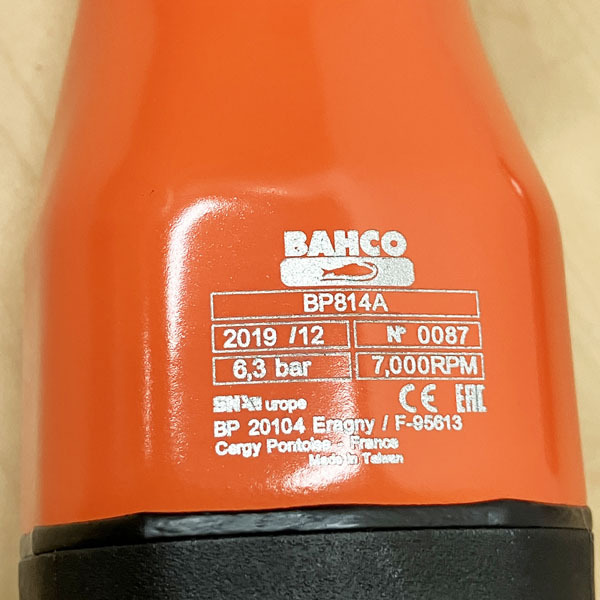 BAHCO
BP814A
2019 /12 Nº 0087
6,3 bar 7,000RPM
SNA urope CE EAC
BP 20104 Eragny / F-95613
Cergy Pontoise - France
Made in Taiwan